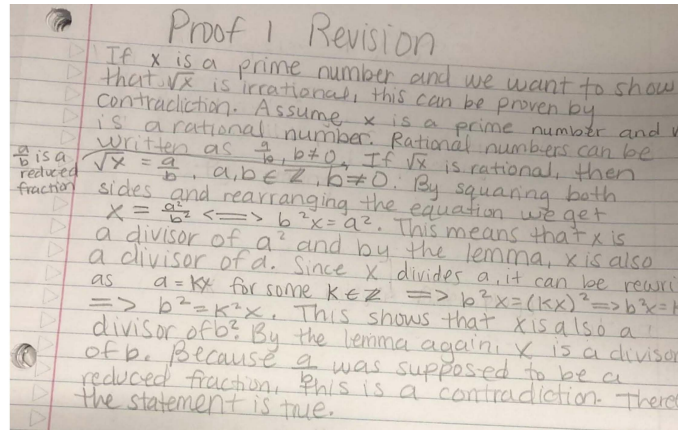 Proof 1 Revision
If x is a prime number and we want to show
that √x is irrational, this can be proven by
contradiction. Assume x is a prime number and
is a rational number. Rational numbers can be
written as a/b, b≠0. If √x is rational, then
a/b is a
reduced
fraction
√x = a/b, a,b ∈ Z, b≠0. By squaring both
sides and rearranging the equation we get
x = a²/b² <=> b²x = a². This means that x is
a divisor of a² and by the lemma, x is also
a divisor of a. Since x divides a, it can be rewri
as a = kx for some k ∈ Z => b²x = (kx)² => b²x =
=> b² = k²x. This shows that x is also a
divisor of b². By the lemma again, x is a divisor
of b. Because a/b was supposed to be a
reduced fraction, this is a contradiction. There
the statement is true.